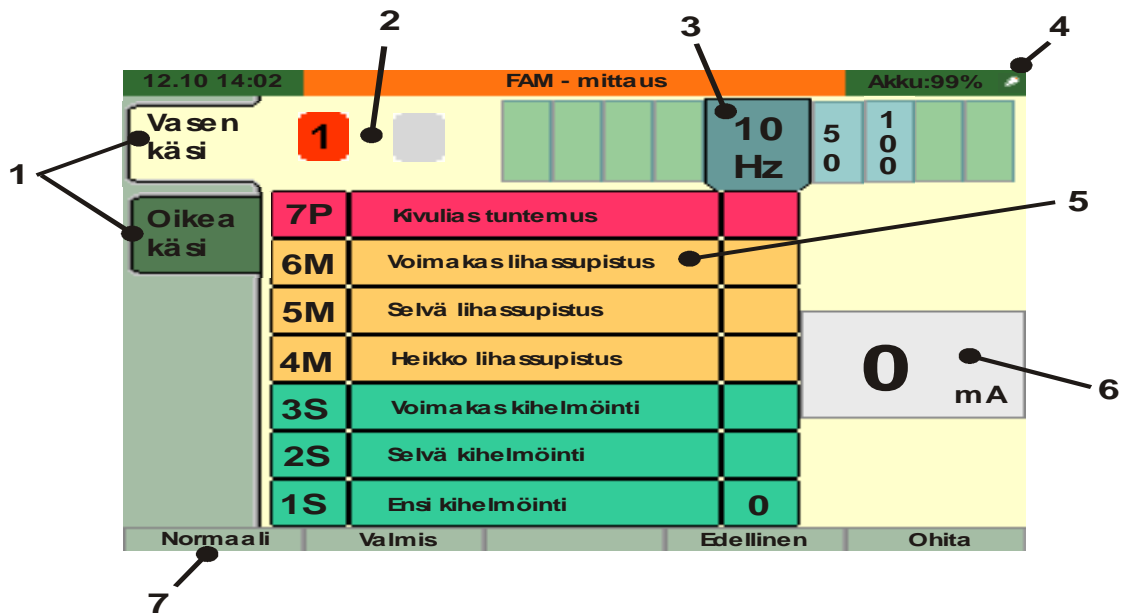 2
3
4
12.10 14:02
FAM - mittaus
Akku:99%
Vasen
käsi
1
10
Hz
5
0
1
0
0
1
Oikea
käsi
7P Kivulias tuntemus
5
6M Voimakas lihassupistus
5M Selvä lihassupistus
4M Heikko lihassupistus
0
mA
6
3S Voimakas kihelmöinti
2S Selvä kihelmöinti
1S Ensi kihelmöinti 0
Normaali Valmis Edellinen Ohita
7